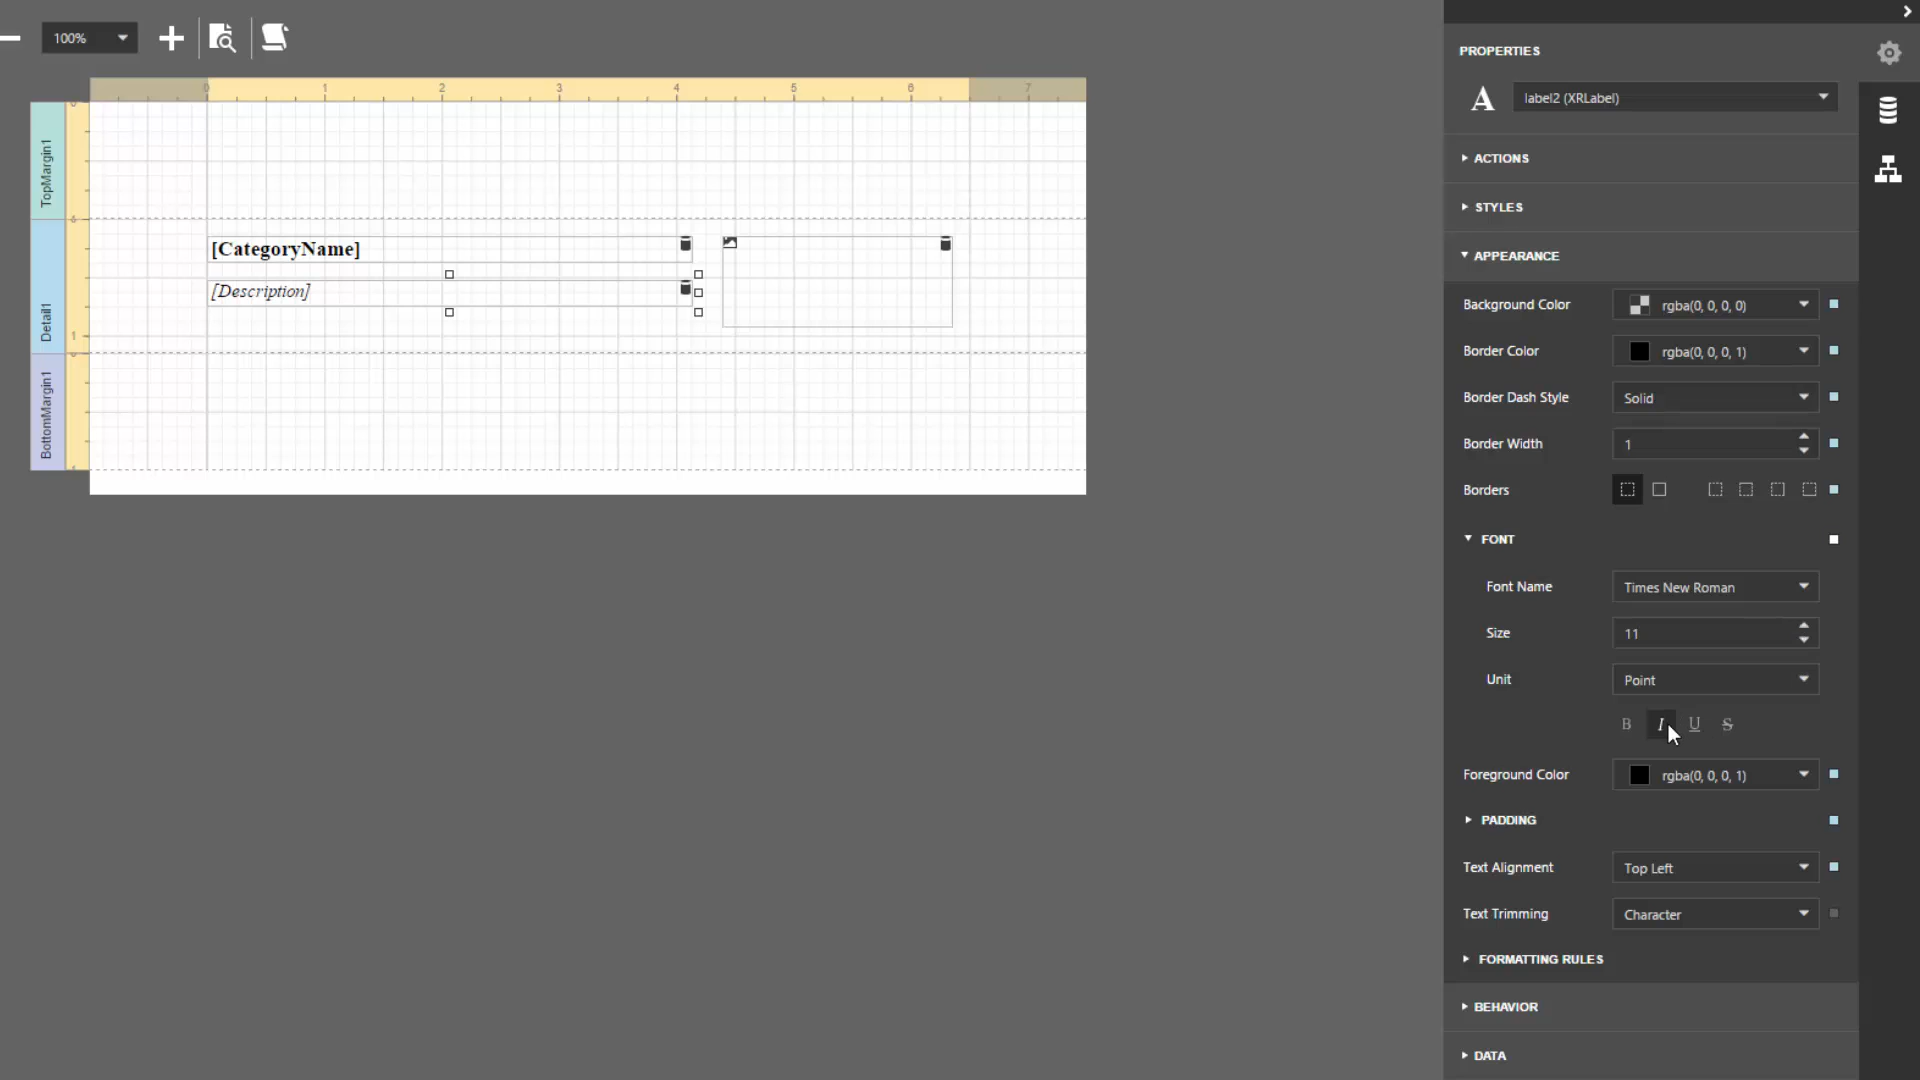 100%
0 1 2 3 4 5 6 7
TopMargin1
[CategoryName]
[Description]
Detail1
1
BottomMargin1
PROPERTIES
A
label2 (XRLabel)
ACTIONS
STYLES
APPEARANCE
Background Color rgba(0, 0, 0, 0)
Border Color rgba(0, 0, 0, 1)
Border Dash Style Solid
Border Width 1
Borders
FONT
Font Name Times New Roman
Size 11
Unit Point
B I U S
Foreground Color rgba(0, 0, 0, 1)
PADDING
Text Alignment Top Left
Text Trimming Character
FORMATTING RULES
BEHAVIOR
DATA